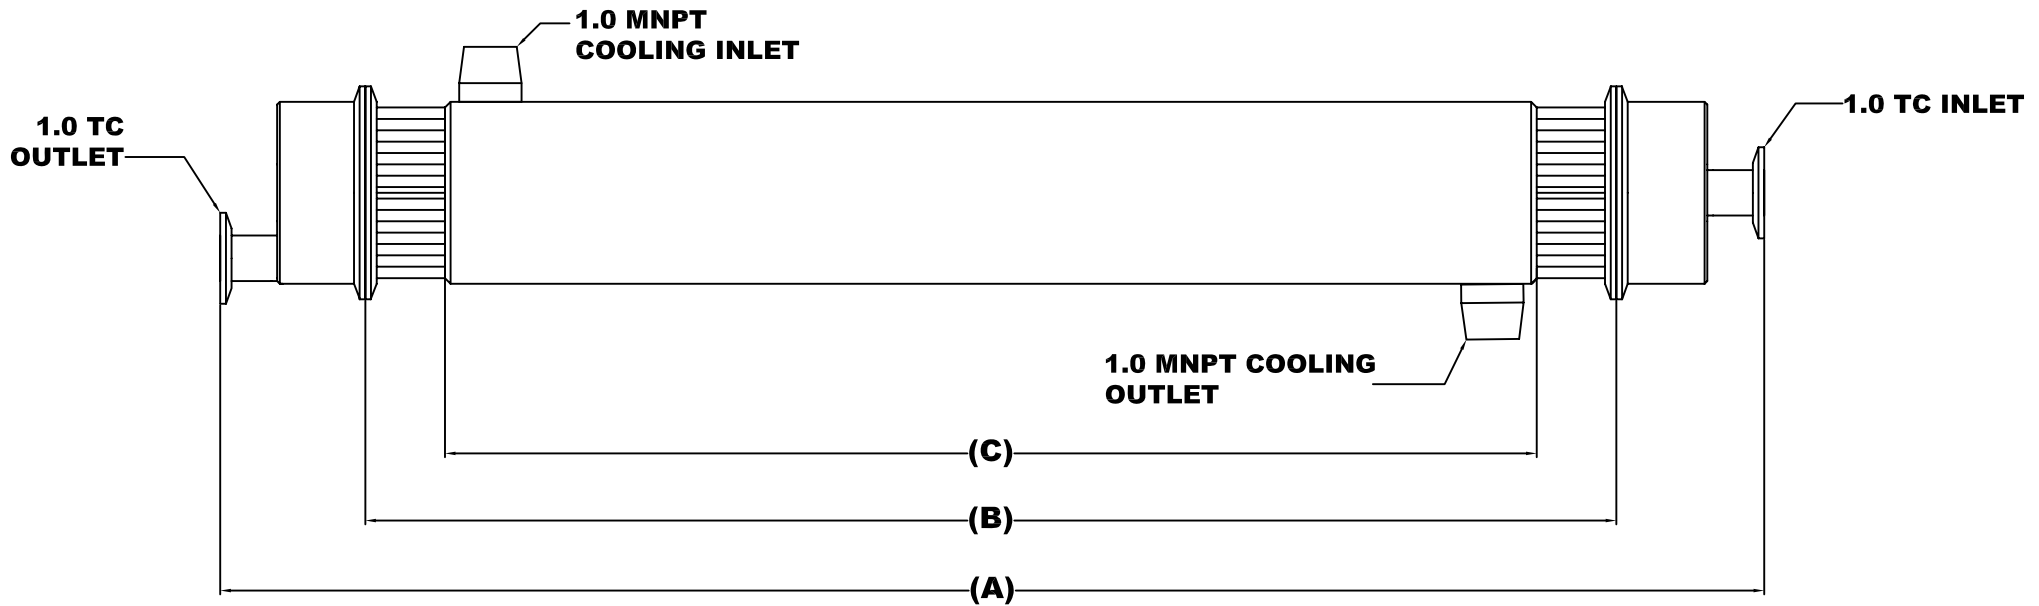 1.0 MNPT
COOLING INLET
1.0 TC INLET
1.0 TC
OUTLET
1.0 MNPT COOLING
OUTLET
(C)
(B)
(A)